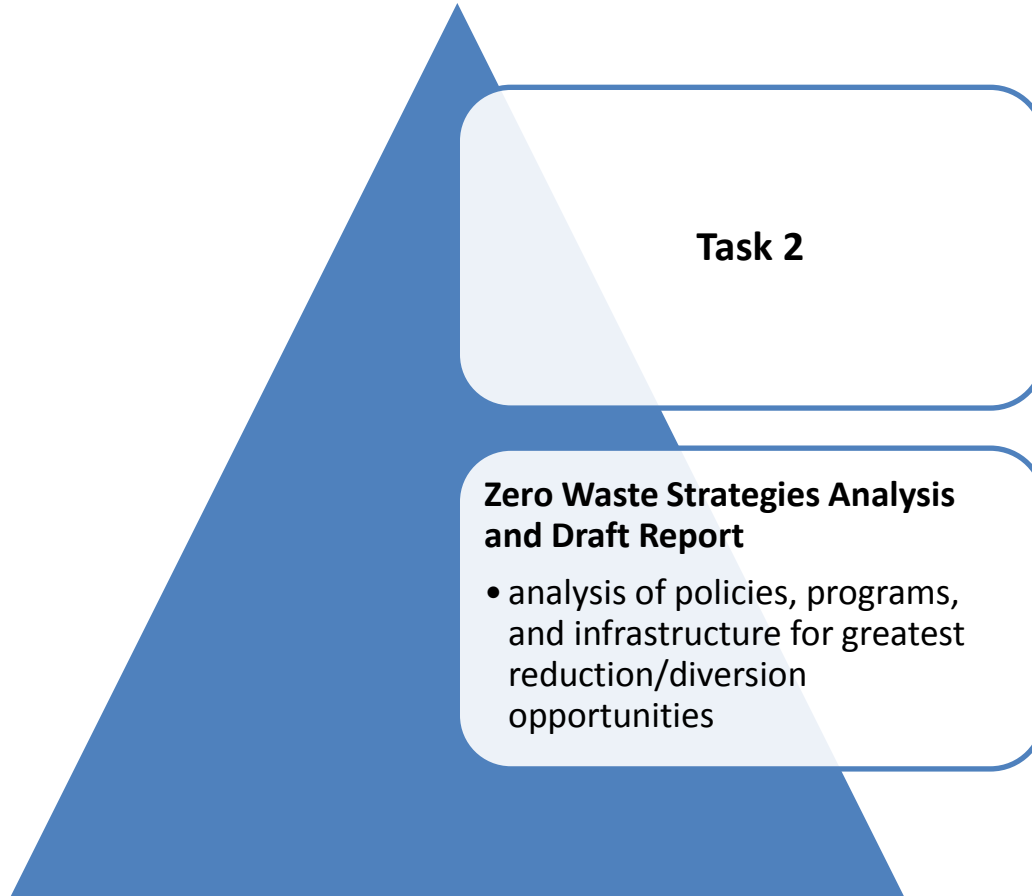 Task 2
Zero Waste Strategies Analysis
and Draft Report
• analysis of policies, programs,
and infrastructure for greatest
reduction/diversion
opportunities